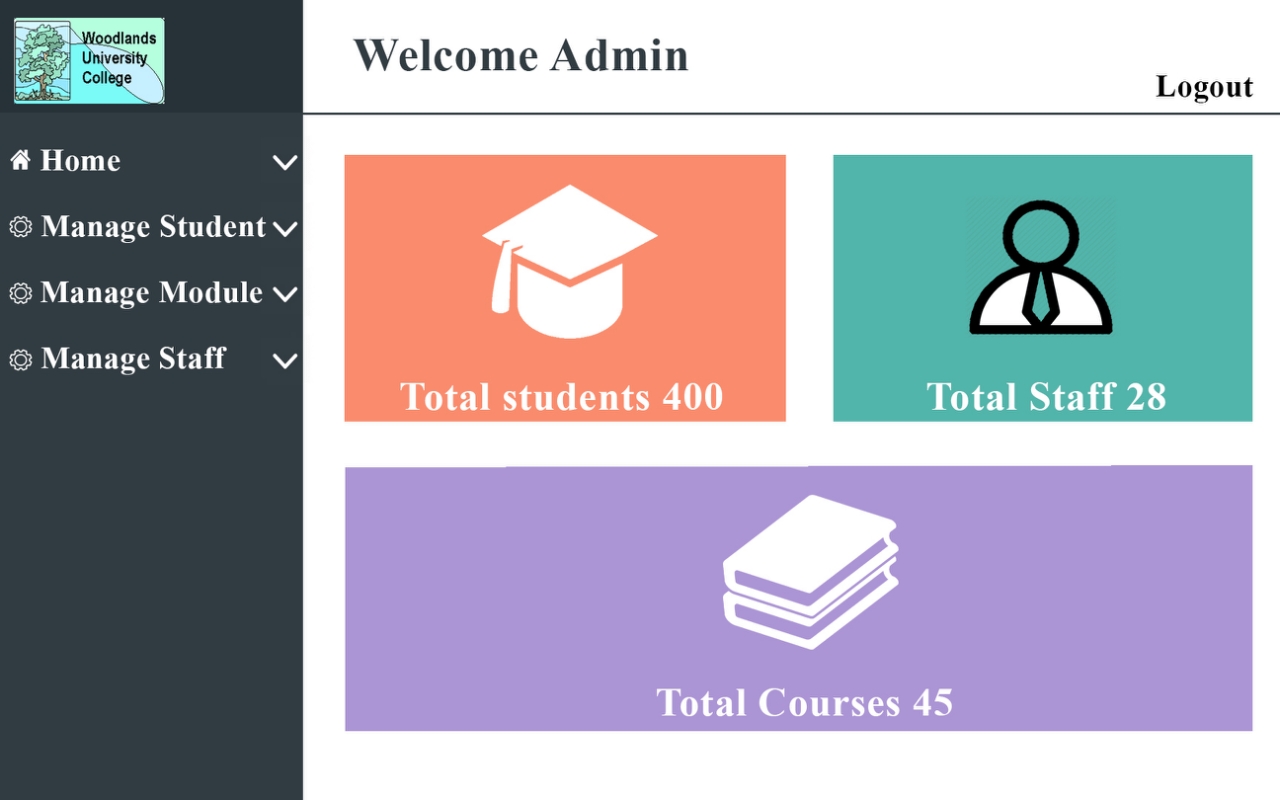 Woodlands
University
College
Welcome Admin
Logout
Home
Manage Student
Manage Module
Manage Staff
Total students 400
Total Staff 28
Total Courses 45